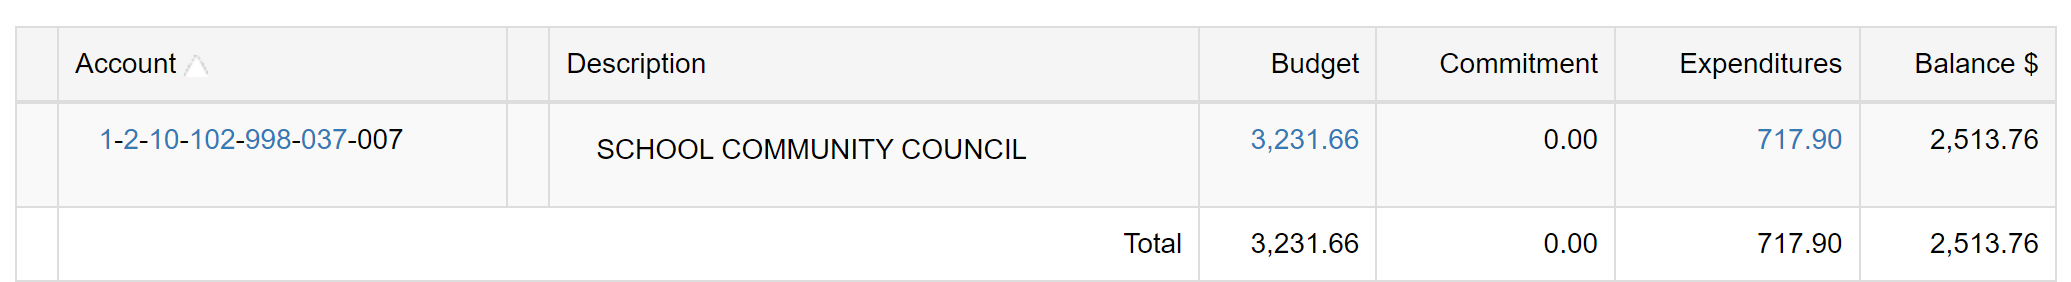 Account Description Budget Commitment Expenditures Balance $
1-2-10-102-998-037-007 SCHOOL COMMUNITY COUNCIL 3,231.66 0.00 717.90 2,513.76
Total 3,231.66 0.00 717.90 2,513.76